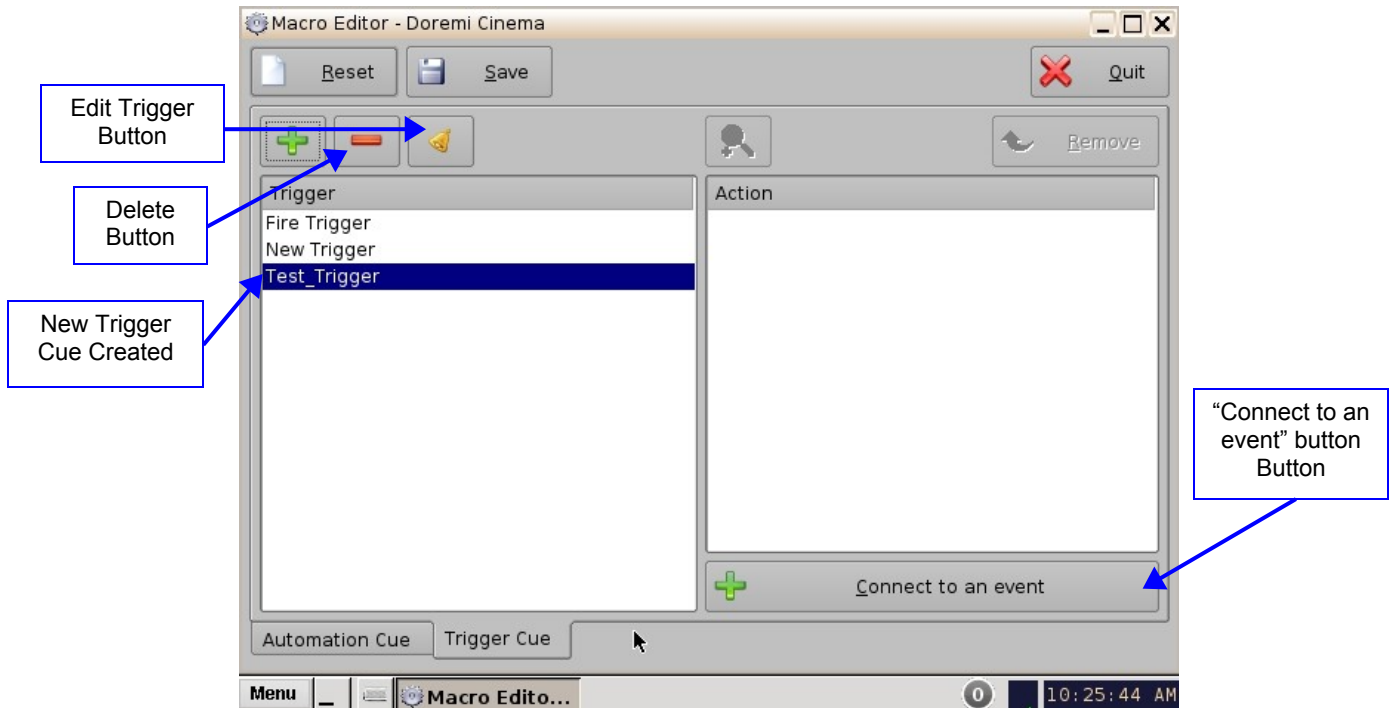 Macro Editor - Doremi Cinema
Reset
Save
Quit
Edit Trigger
Button
Remove
Trigger
Action
Delete
Button
Fire Trigger
New Trigger
Test_Trigger
New Trigger
Cue Created
“Connect to an
event” button
Button
Connect to an event
Automation Cue
Trigger Cue
Menu
Macro Edito...
0
10:25:44 AM